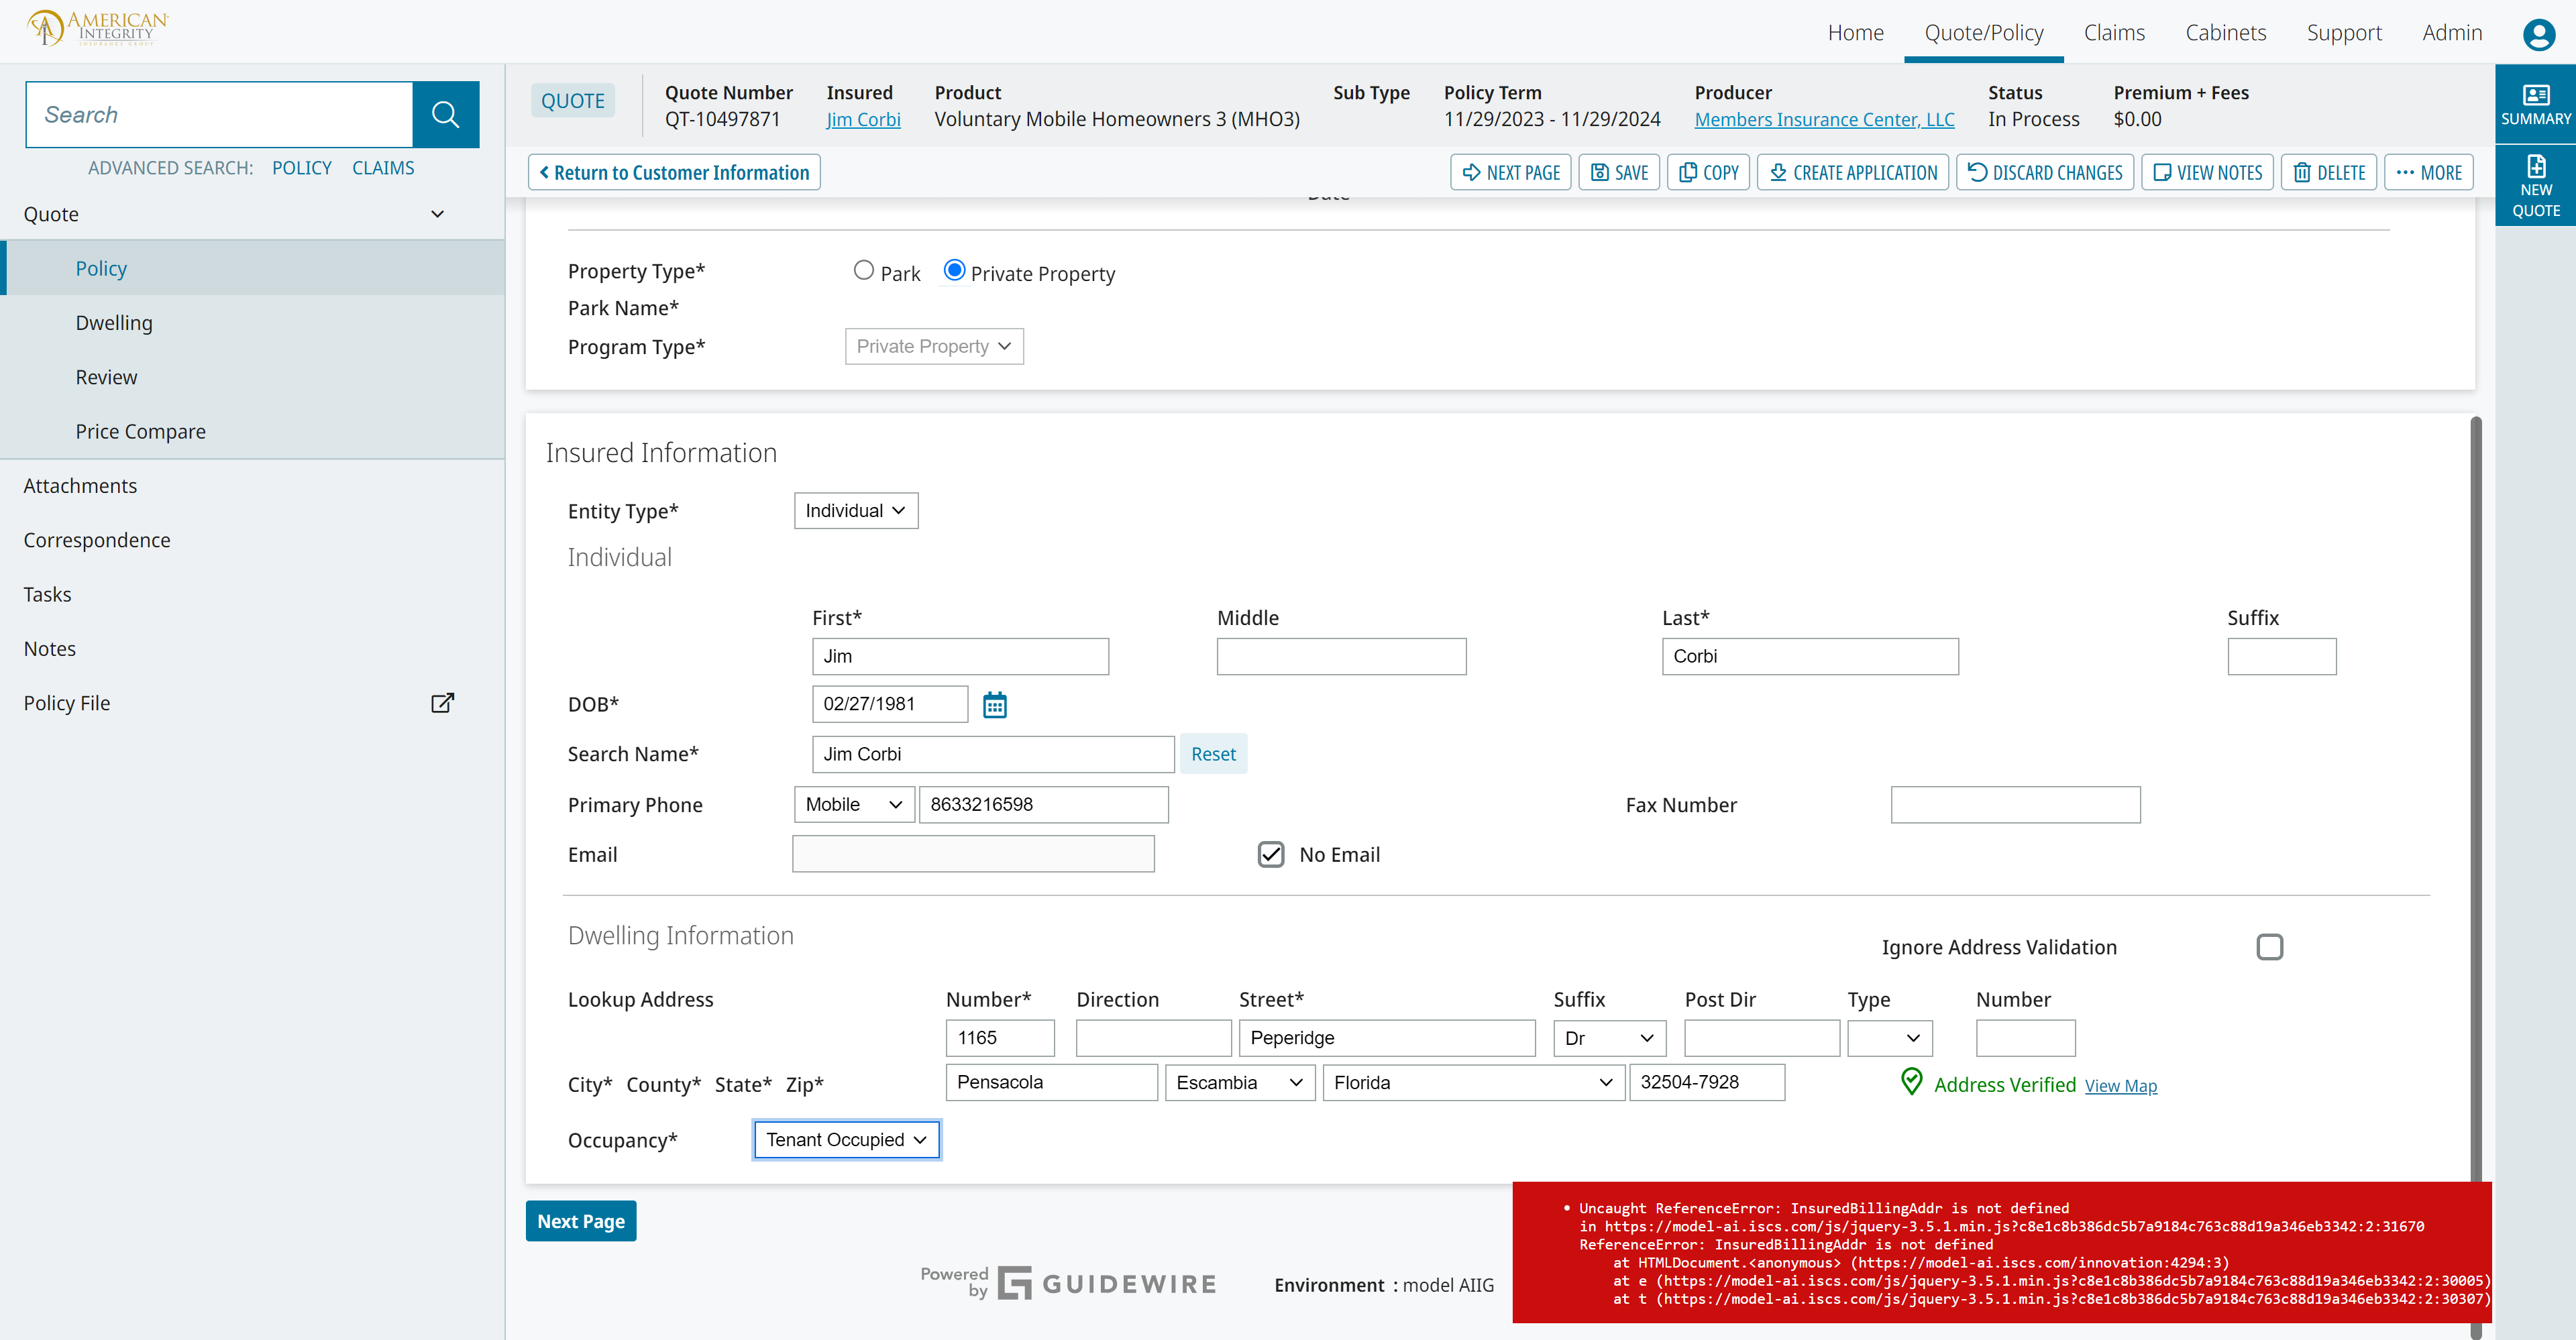 AMERICAN
INTEGRITY
INSURANCE GROUP
Home Quote/Policy Claims Cabinets Support Admin
Search
ADVANCED SEARCH: POLICY CLAIMS
Quote
Policy
Dwelling
Review
Price Compare
Attachments
Correspondence
Tasks
Notes
Policy File
QUOTE
Quote Number Insured Product Sub Type Policy Term Producer Status Premium + Fees
QT-10497871 Jim Corbi Voluntary Mobile Homeowners 3 (MHO3) 11/29/2023 - 11/29/2024 Members Insurance Center, LLC In Process $0.00
SUMMARY
NEW
QUOTE
Return to Customer Information NEXT PAGE SAVE COPY CREATE APPLICATION DISCARD CHANGES VIEW NOTES DELETE MORE
Date
Property Type* Park Private Property
Park Name*
Program Type* Private Property
Insured Information
Entity Type* Individual
Individual
First* Middle Last* Suffix
Jim Corbi
DOB* 02/27/1981
Search Name* Jim Corbi Reset
Primary Phone Mobile 8633216598 Fax Number
Email No Email
Dwelling Information
Ignore Address Validation
Lookup Address Number* Direction Street* Suffix Post Dir Type Number
1165 Peperidge Dr
City* County* State* Zip* Pensacola Escambia Florida 32504-7928 Address Verified View Map
Occupancy* Tenant Occupied
Next Page
Powered by GUIDEWIRE Environment : model AIIG
• Uncaught ReferenceError: InsuredBillingAddr is not defined
in https://model-ai.iscs.com/js/jquery-3.5.1.min.js?c8e1c8b386dc5b7a9184c763c88d19a346eb3342:2:31670
ReferenceError: InsuredBillingAddr is not defined
at HTMLDocument.<anonymous> (https://model-ai.iscs.com/innovation:4294:3)
at e (https://model-ai.iscs.com/js/jquery-3.5.1.min.js?c8e1c8b386dc5b7a9184c763c88d19a346eb3342:2:30005)
at t (https://model-ai.iscs.com/js/jquery-3.5.1.min.js?c8e1c8b386dc5b7a9184c763c88d19a346eb3342:2:30307)